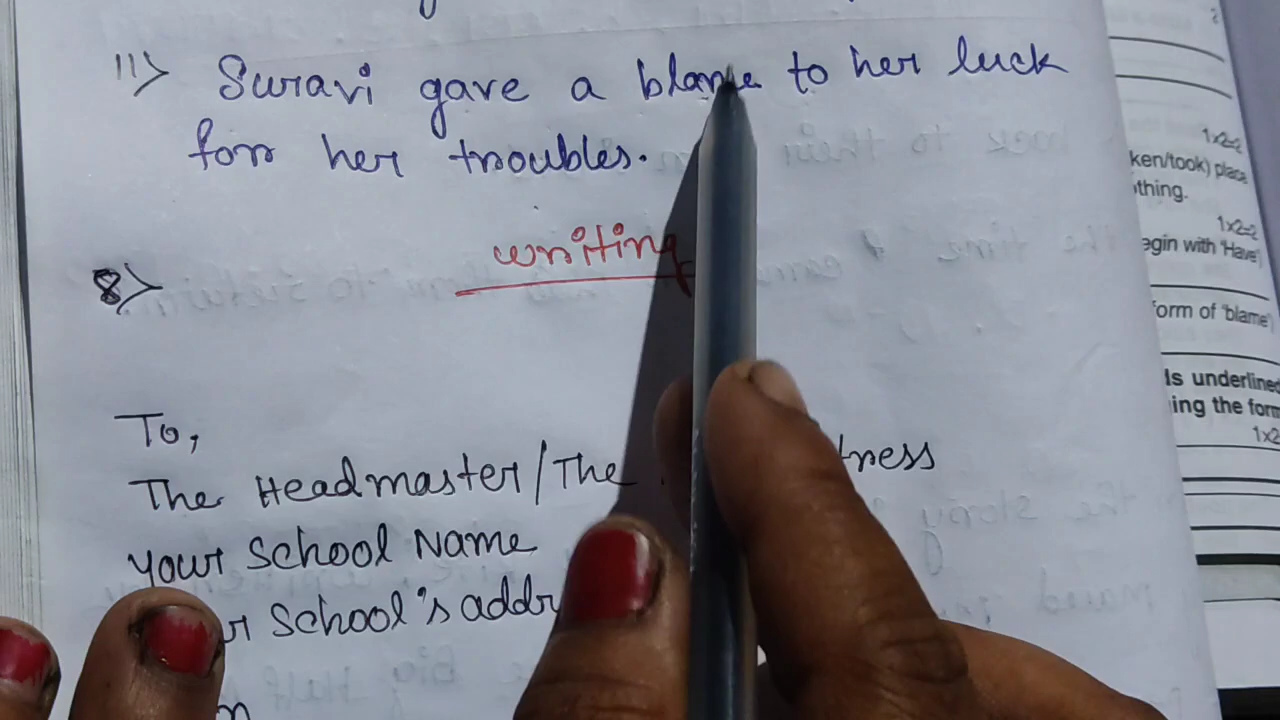 11> Suravi gave a blame to her luck
for her troubles.
writing
8>
To,
The Headmaster/The
Your School Name
School's addr
2
1x2=2
ken/took) place
thing.
1x2=2
egin with 'Have'
form of 'blame'
ls underlined
ing the form
1x2